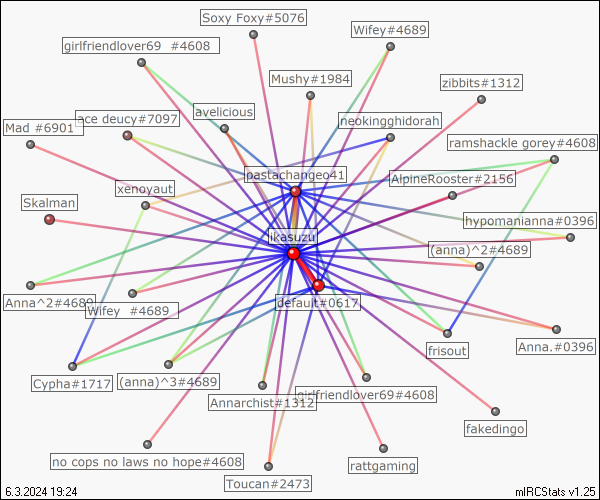 Soxy Foxy#5076
Wifey#4689
girlfriendlover69 #4608
Mushy#1984
zibbits#1312
avelicious
ace deucy#7097
neokingghidorah
Mad #6901
ramshackle gorey#4608
pastachangeo41
AlpineRooster#2156
xenoyaut
Skalman
hypomanianna#0396
ikasuzu
(anna)^2#4689
Anna^2#4689
default#0617
Wifey #4689
frisout
Anna.#0396
Cypha#1717
(anna)^3#4689
girlfriendlover69#4608
Annarchist#1312
fakedingo
no cops no laws no hope#4608
rattgaming
Toucan#2473
6.3.2024 19:24
mIRCStats v1.25